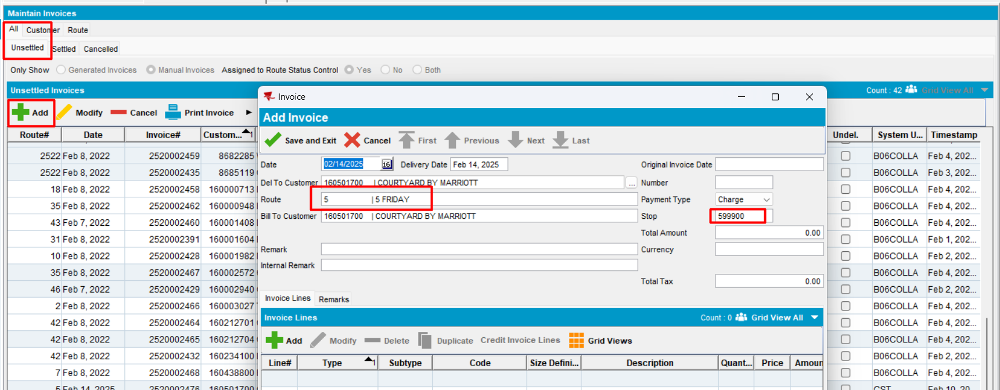 Maintain Invoices
All Customer Route
Unsettled Settled Cancelled
Only Show Generated Invoices Manual Invoices Assigned to Route Status Control Yes No Both
Unsettled Invoices Count : 42 Grid View All
Add Modify Cancel Print Invoice
Route# Date Invoice# Custom... 1 Undel. System U... Timestamp
2522 Feb 8, 2022 2520002459 8682285 B06COLLA Feb 4, 202...
2522 Feb 8, 2022 2520002435 8685119 B06COLLA Feb 3, 202...
18 Feb 8, 2022 2520002458 160000713 B06COLLA Feb 4, 202...
35 Feb 8, 2022 2520002462 160000948 B06COLLA Feb 4, 202...
43 Feb 7, 2022 2520002460 160001408 B06COLLA Feb 4, 202...
31 Feb 8, 2022 2520002391 160001604 B06COLLA Feb 1, 202...
10 Feb 8, 2022 2520002428 160001982 B06COLLA Feb 2, 202...
35 Feb 8, 2022 2520002467 160002572 B06COLLA Feb 4, 202...
46 Feb 7, 2022 2520002429 160002940 B06COLLA Feb 2, 202...
2 Feb 8, 2022 2520002466 160003027 B06COLLA Feb 4, 202...
42 Feb 8, 2022 2520002464 160212701 B06COLLA Feb 4, 202...
42 Feb 8, 2022 2520002465 160212704 B06COLLA Feb 4, 202...
42 Feb 8, 2022 2520002432 160234100 B06COLLA Feb 2, 202...
7 Feb 8, 2022 2520002468 160438800 B06COLLA Feb 4, 202...
5 Feb 14, 2025 2520002476 160501700 CST Feb 10, 20...
Invoice
Add Invoice
Save and Exit Cancel First Previous Next Last
Date 02/14/2025 16 Delivery Date Feb 14, 2025 Original Invoice Date
Del To Customer 160501700 | COURTYARD BY MARRIOTT ... Number
Route 5 | 5 FRIDAY Payment Type Charge
Bill To Customer 160501700 | COURTYARD BY MARRIOTT Stop 599900
Total Amount 0.00
Remark Currency
Internal Remark
Total Tax 0.00
Invoice Lines Remarks
Invoice Lines Count : 0 Grid View All
Add Modify Delete Duplicate Credit Invoice Lines Grid Views
Line# Type 1 Subtype Code Size Defini... Description Quant... Price Amoun